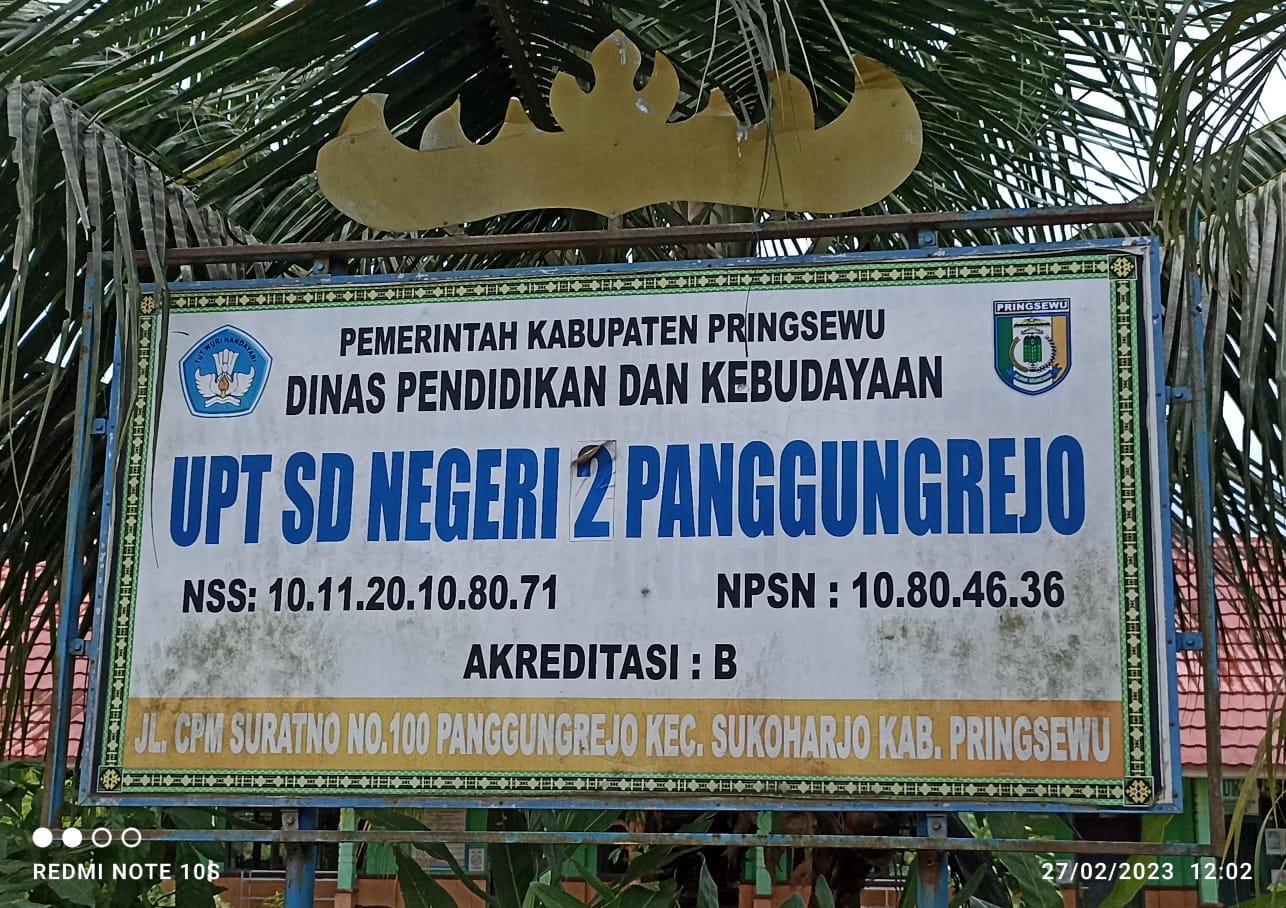 PEMERINTAH KABUPATEN PRINGSEWU
DINAS PENDIDIKAN DAN KEBUDAYAAN
TUT WURI HANDAYANI
PRINGSEWU
UPT SD NEGERI 2 PANGGUNGREJO
NSS: 10.11.20.10.80.71
NPSN : 10.80.46.36
AKREDITASI : B
JL. CPM SURATNO NO.100 PANGGUNGREJO KEC. SUKOHARJO KAB. PRINGSEWU
REDMI NOTE 10S
27/02/2023 12:02